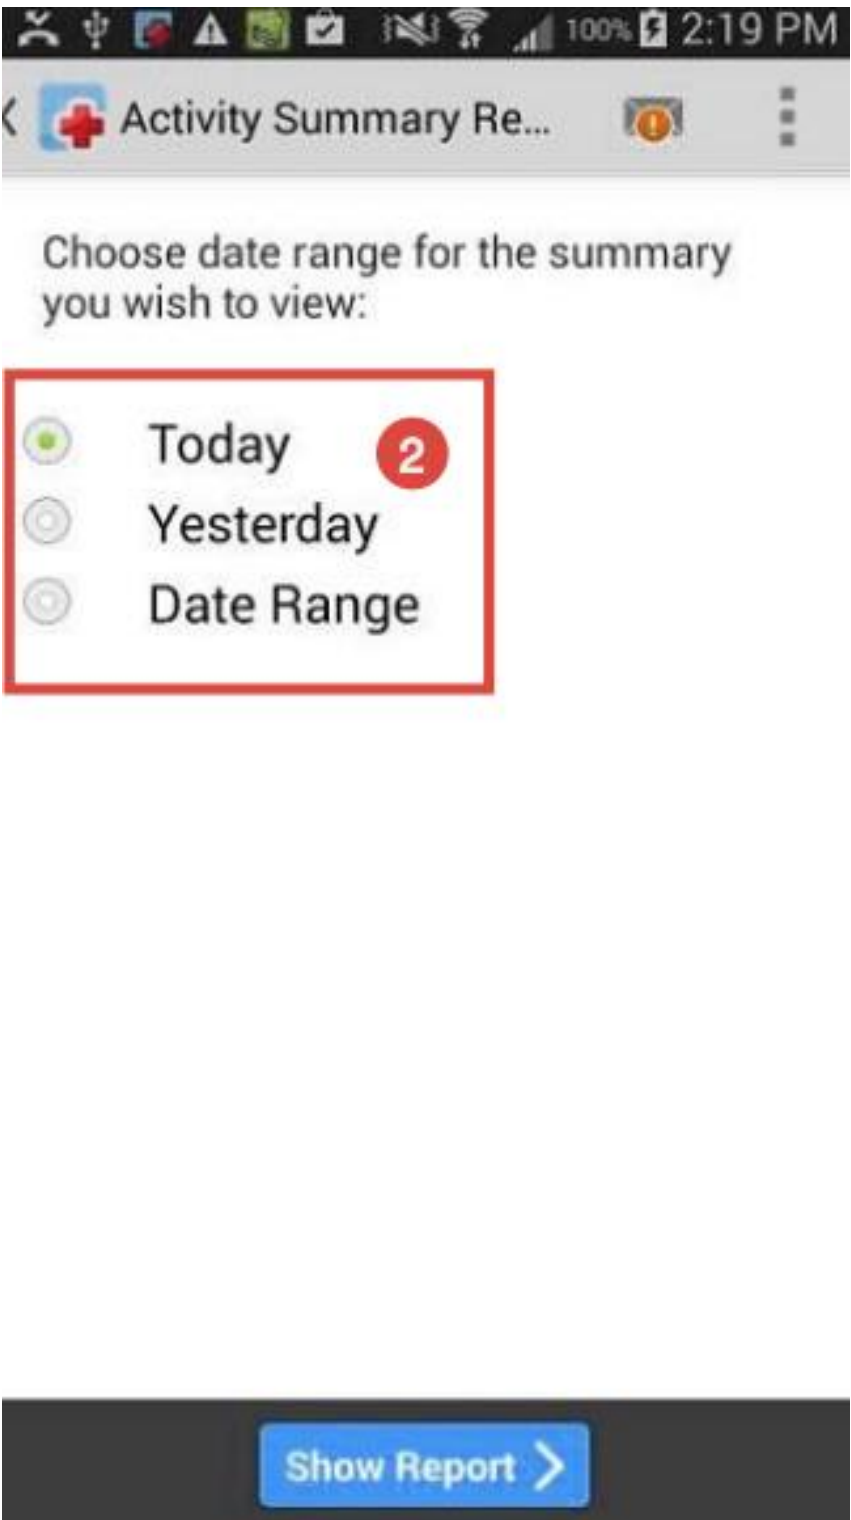 100% 2:19 PM
Activity Summary Re...
Choose date range for the summary
you wish to view:
Today 2
Yesterday
Date Range
Show Report